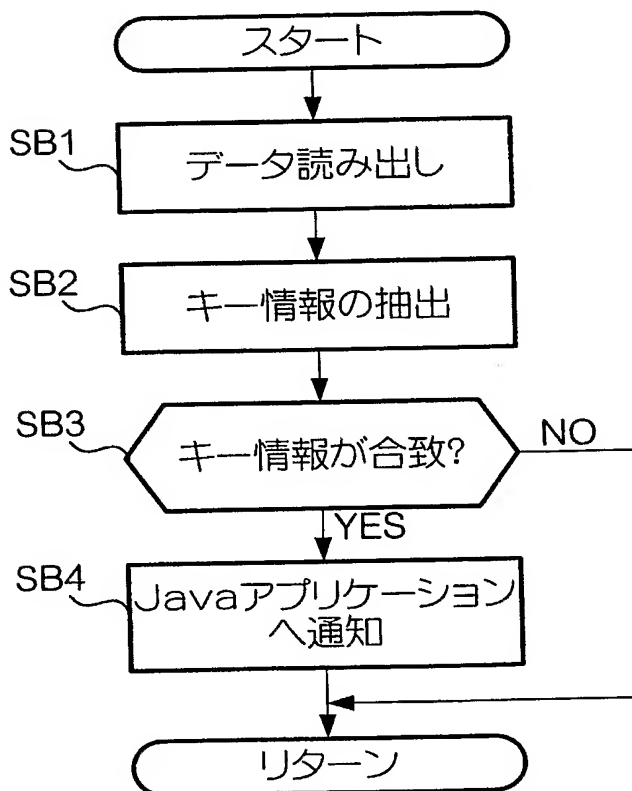 スタート
SB1
データ読み出し
SB2
キー情報の抽出
SB3
キー情報が合致?
NO
YES
SB4
Javaアプリケーション
へ通知
リターン